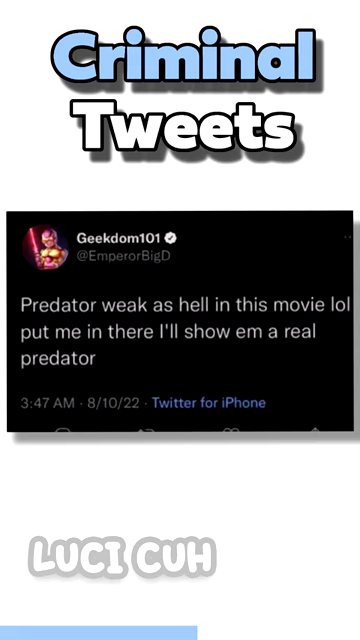 Criminal
Tweets
Geekdom101
@EmperorBigD
Predator weak as hell in this movie lol
put me in there I'll show em a real
predator
3:47 AM · 8/10/22 · Twitter for iPhone
LUCI CUH